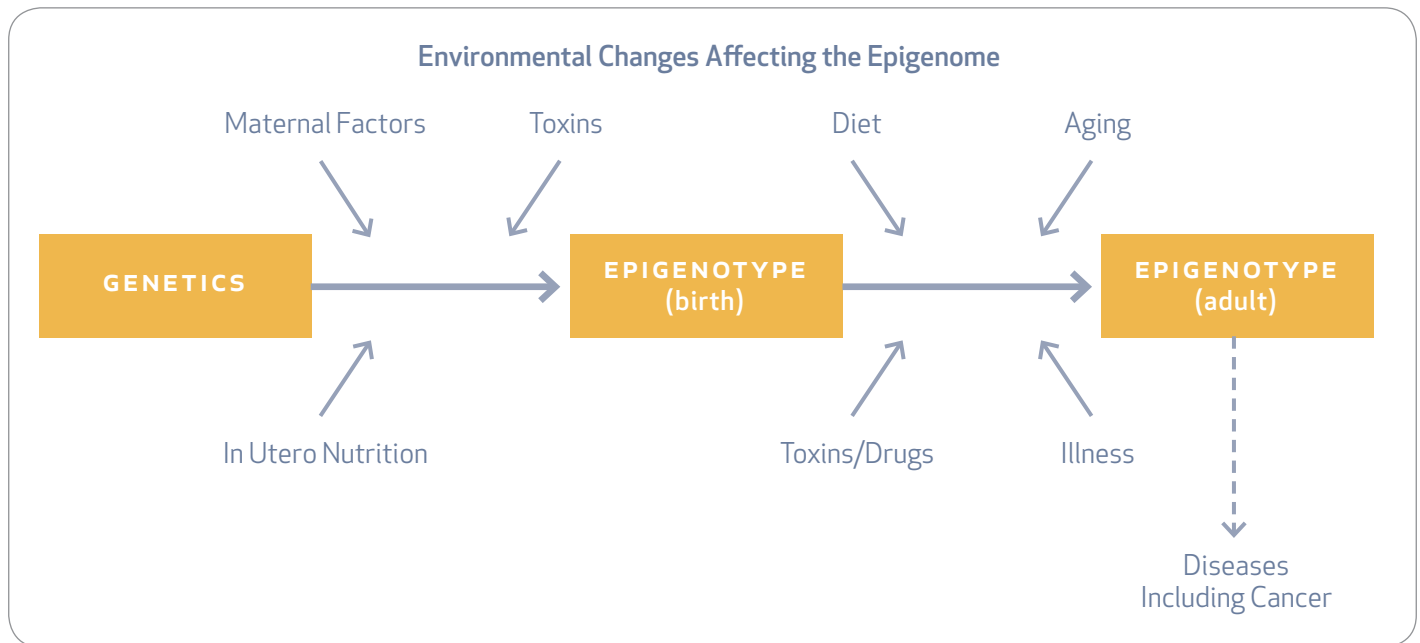 Environmental Changes Affecting the Epigenome
Maternal Factors
Toxins
Diet
Aging
GENETICS
EPIGENOTYPE
(birth)
EPIGENOTYPE
(adult)
In Utero Nutrition
Toxins/Drugs
Illness
Diseases
Including Cancer